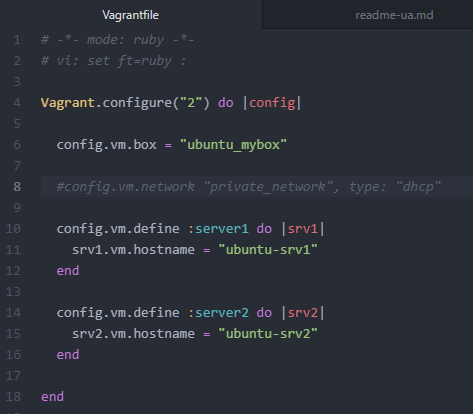 Vagrantfile readme-ua.md
1 # -*- mode: ruby -*-
2 # vi: set ft=ruby :
3
4 Vagrant.configure("2") do |config|
5
6 config.vm.box = "ubuntu_mybox"
7
8 #config.vm.network "private_network", type: "dhcp"
9
10 config.vm.define :server1 do |srv1|
11 srv1.vm.hostname = "ubuntu-srv1"
12 end
13
14 config.vm.define :server2 do |srv2|
15 srv2.vm.hostname = "ubuntu-srv2"
16 end
17
18 end